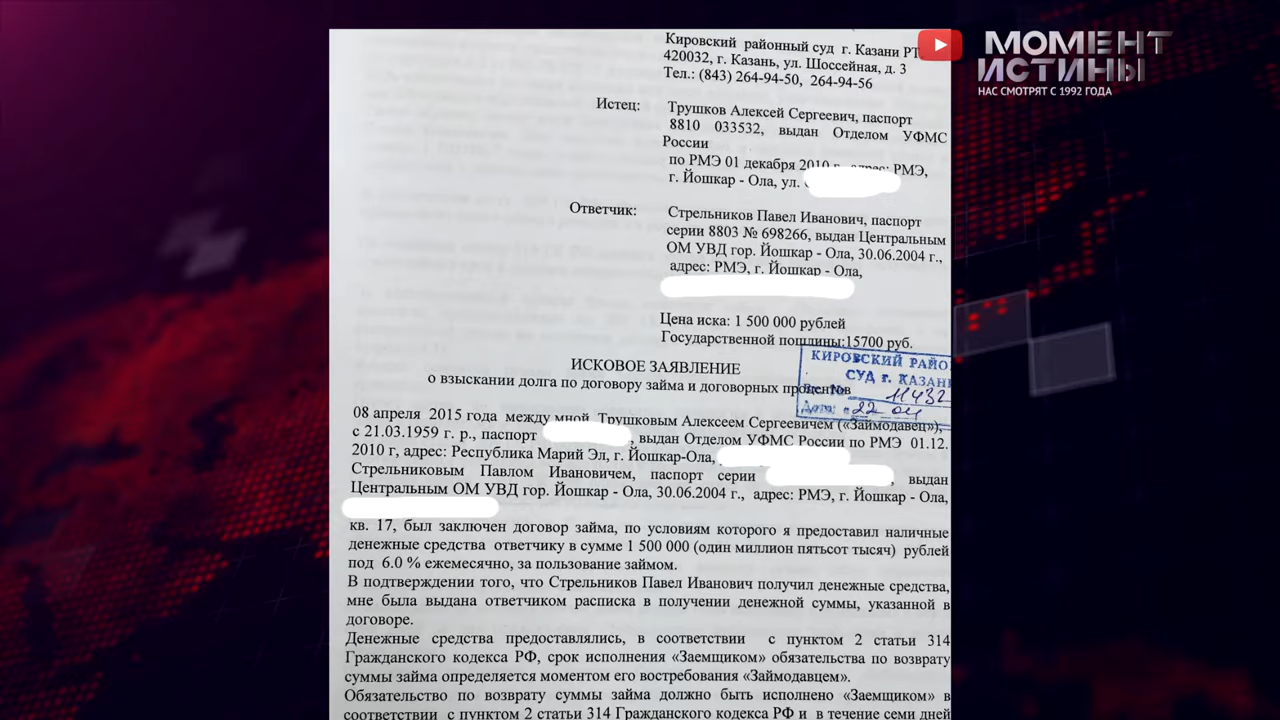 МОМЕНТ
ИСТИНЫ
НАС СМОТРЯТ С 1992 ГОДА
Кировский районный суд г. Казани РТ
420032, г. Казань, ул. Шоссейная, д. 3
Тел.: (843) 264-94-50, 264-94-56
Истец: Трушков Алексей Сергеевич, паспорт
8810 033532, выдан Отделом УФМС
России
по РМЭ 01 декабря 2010 г., адрес: РМЭ,
г. Йошкар - Ола, ул.
Ответчик: Стрельников Павел Иванович, паспорт
серии 8803 № 698266, выдан Центральным
ОМ УВД гор. Йошкар - Ола, 30.06.2004 г.,
адрес: РМЭ, г. Йошкар - Ола,
Цена иска: 1 500 000 рублей
Государственной пошлины:15700 руб.
ИСКОВОЕ ЗАЯВЛЕНИЕ
о взыскании долга по договору займа и договорных процентов
КИРОВСКИЙ РАЙО
СУД г. КАЗАН
Вх. №
Дата: «22
08 апреля 2015 года между мной Трушковым Алексеем Сергеевичем («Займодавец»),
с 21.03.1959 г. р., паспорт , выдан Отделом УФМС России по РМЭ 01.12.
2010 г, адрес: Республика Марий Эл, г. Йошкар-Ола,
Стрельниковым Павлом Ивановичем, паспорт серии , выдан
Центральным ОМ УВД гор. Йошкар - Ола, 30.06.2004 г., адрес: РМЭ, г. Йошкар - Ола,
кв. 17, был заключен договор займа, по условиям которого я предоставил наличные
денежные средства ответчику в сумме 1 500 000 (один миллион пятьсот тысяч) рублей
под 6.0 % ежемесячно, за пользование займом.
В подтверждении того, что Стрельников Павел Иванович получил денежные средства,
мне была выдана ответчиком расписка в получении денежной суммы, указанной в
договоре.
Денежные средства предоставлялись, в соответствии с пунктом 2 статьи 314
Гражданского кодекса РФ, срок исполнения «Заемщиком» обязательства по возврату
суммы займа определяется моментом его востребования «Займодавцем».
Обязательство по возврату суммы займа должно быть исполнено «Заемщиком» в
соответствии с пунктом 2 статьи 314 Гражданского кодекса РФ и в течение семи дней